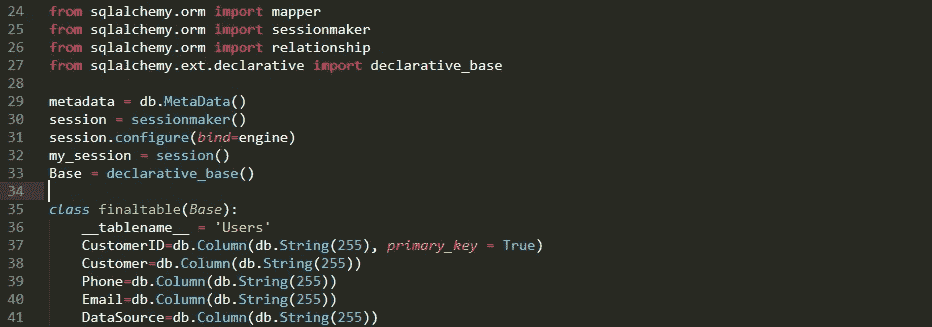 24 from sqlalchemy.orm import mapper
25 from sqlalchemy.orm import sessionmaker
26 from sqlalchemy.orm import relationship
27 from sqlalchemy.ext.declarative import declarative_base
28
29 metadata = db.MetaData()
30 session = sessionmaker()
31 session.configure(bind=engine)
32 my_session = session()
33 Base = declarative_base()
34
35 class finaltable(Base):
36     __tablename__ = 'Users'
37     CustomerID=db.Column(db.String(255), primary_key = True)
38     Customer=db.Column(db.String(255))
39     Phone=db.Column(db.String(255))
40     Email=db.Column(db.String(255))
41     DataSource=db.Column(db.String(255))